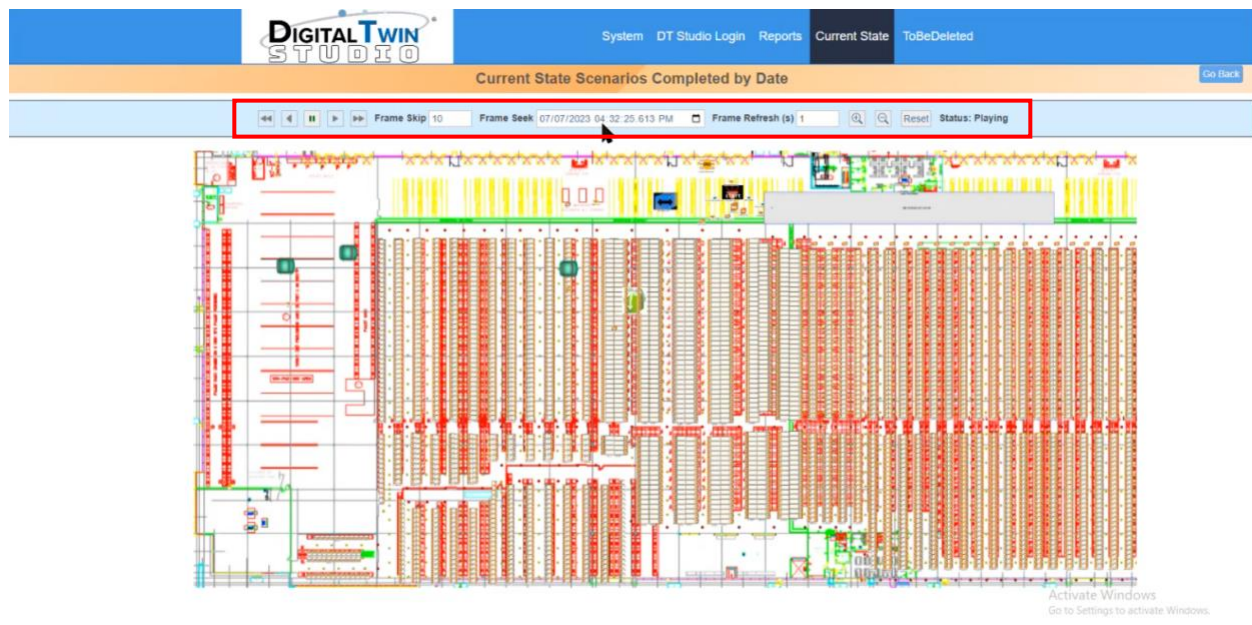 DIGITALTWIN
STUDIO
System DT Studio Login Reports Current State ToBeDeleted
Current State Scenarios Completed by Date
Go Back
Frame Skip 10 Frame Seek 07/07/2023 04:32:25.613 PM Frame Refresh (s) 1 Reset Status: Playing
Activate Windows
Go to Settings to activate Windows.